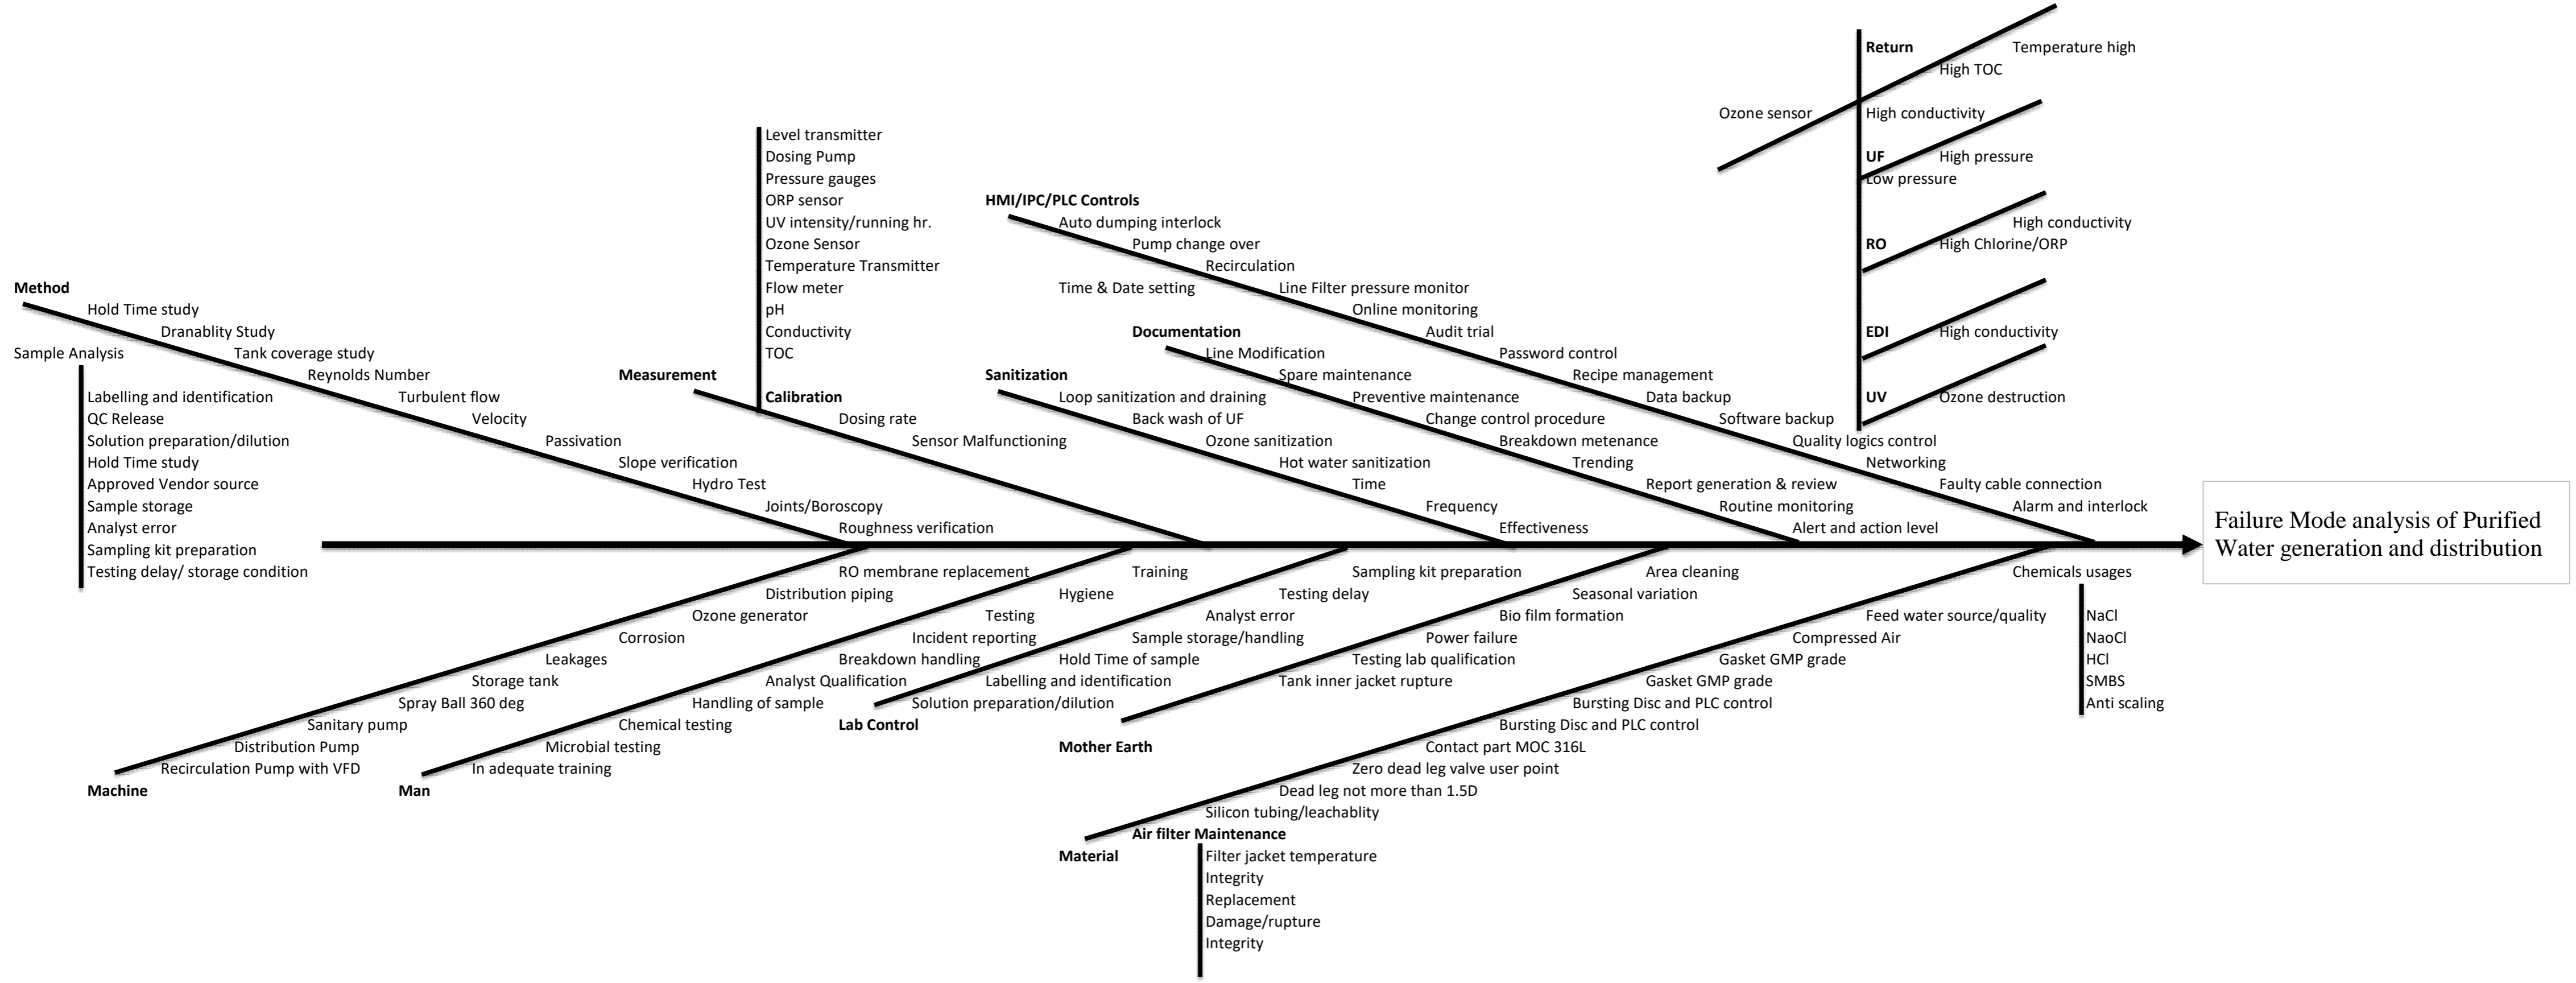 Return
Temperature high
High TOC
Ozone sensor
High conductivity
UF
High pressure
Low pressure
High conductivity
RO
High Chlorine/ORP
EDI
High conductivity
UV
Ozone destruction
HMI/IPC/PLC Controls
Auto dumping interlock
Pump change over
Recirculation
Time & Date setting
Line Filter pressure monitor
Online monitoring
Audit trial
Password control
Recipe management
Data backup
Software backup
Quality logics control
Networking
Faulty cable connection
Alarm and interlock
Documentation
Line Modification
Spare maintenance
Preventive maintenance
Change control procedure
Breakdown metenance
Trending
Report generation & review
Routine monitoring
Alert and action level
Sanitization
Loop sanitization and draining
Back wash of UF
Ozone sanitization
Hot water sanitization
Time
Frequency
Effectiveness
Level transmitter
Dosing Pump
Pressure gauges
ORP sensor
UV intensity/running hr.
Ozone Sensor
Temperature Transmitter
Flow meter
pH
Conductivity
TOC
Measurement
Calibration
Dosing rate
Sensor Malfunctioning
Method
Hold Time study
Dranablity Study
Tank coverage study
Reynolds Number
Turbulent flow
Velocity
Passivation
Slope verification
Hydro Test
Joints/Boroscopy
Roughness verification
Sample Analysis
Labelling and identification
QC Release
Solution preparation/dilution
Hold Time study
Approved Vendor source
Sample storage
Analyst error
Sampling kit preparation
Testing delay/ storage condition
Failure Mode analysis of Purified
Water generation and distribution
RO membrane replacement
Distribution piping
Ozone generator
Corrosion
Leakages
Storage tank
Spray Ball 360 deg
Sanitary pump
Distribution Pump
Recirculation Pump with VFD
Machine
Training
Hygiene
Testing
Incident reporting
Breakdown handling
Analyst Qualification
Handling of sample
Chemical testing
Microbial testing
In adequate training
Man
Sampling kit preparation
Testing delay
Analyst error
Sample storage/handling
Hold Time of sample
Labelling and identification
Solution preparation/dilution
Lab Control
Area cleaning
Seasonal variation
Bio film formation
Power failure
Testing lab qualification
Tank inner jacket rupture
Mother Earth
Chemicals usages
NaCl
NaoCl
HCl
SMBS
Anti scaling
Feed water source/quality
Compressed Air
Gasket GMP grade
Gasket GMP grade
Bursting Disc and PLC control
Bursting Disc and PLC control
Contact part MOC 316L
Zero dead leg valve user point
Dead leg not more than 1.5D
Silicon tubing/leachablity
Air filter Maintenance
Material
Filter jacket temperature
Integrity
Replacement
Damage/rupture
Integrity